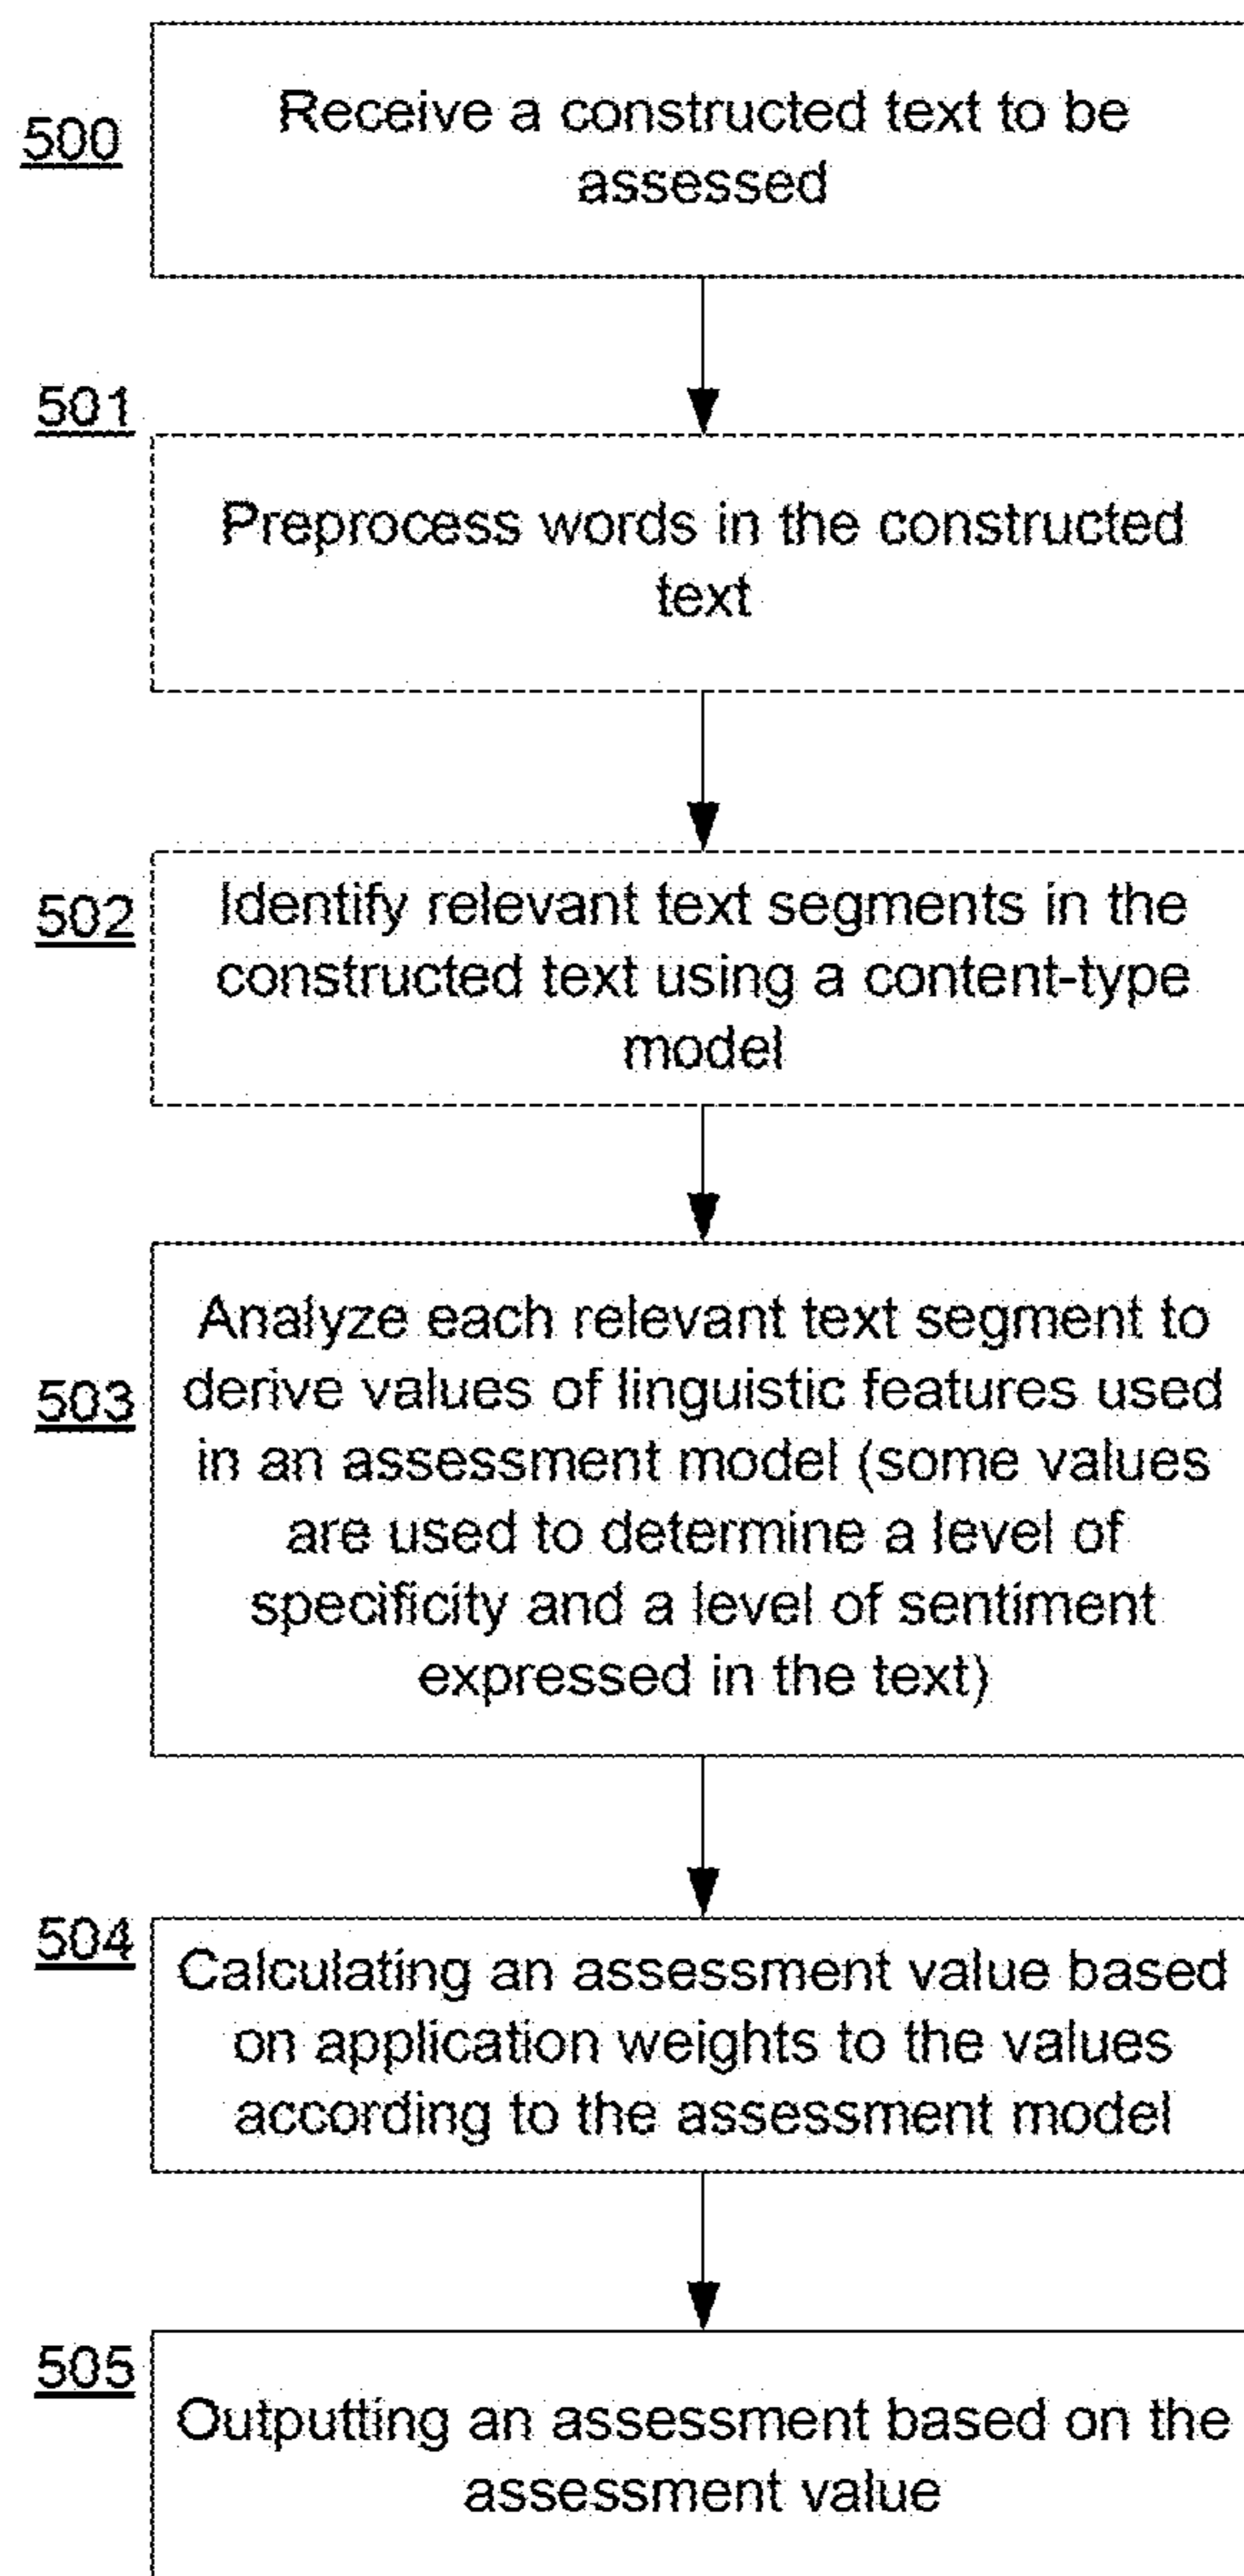 500
Receive a constructed text to be
assessed
501
Preprocess words in the constructed
text
502
Identify relevant text segments in the
constructed text using a content-type
model
503
Analyze each relevant text segment to
derive values of linguistic features used
in an assessment model (some values
are used to determine a level of
specificity and a level of sentiment
expressed in the text)
504
Calculating an assessment value based
on application weights to the values
according to the assessment model
505
Outputting an assessment based on the
assessment value